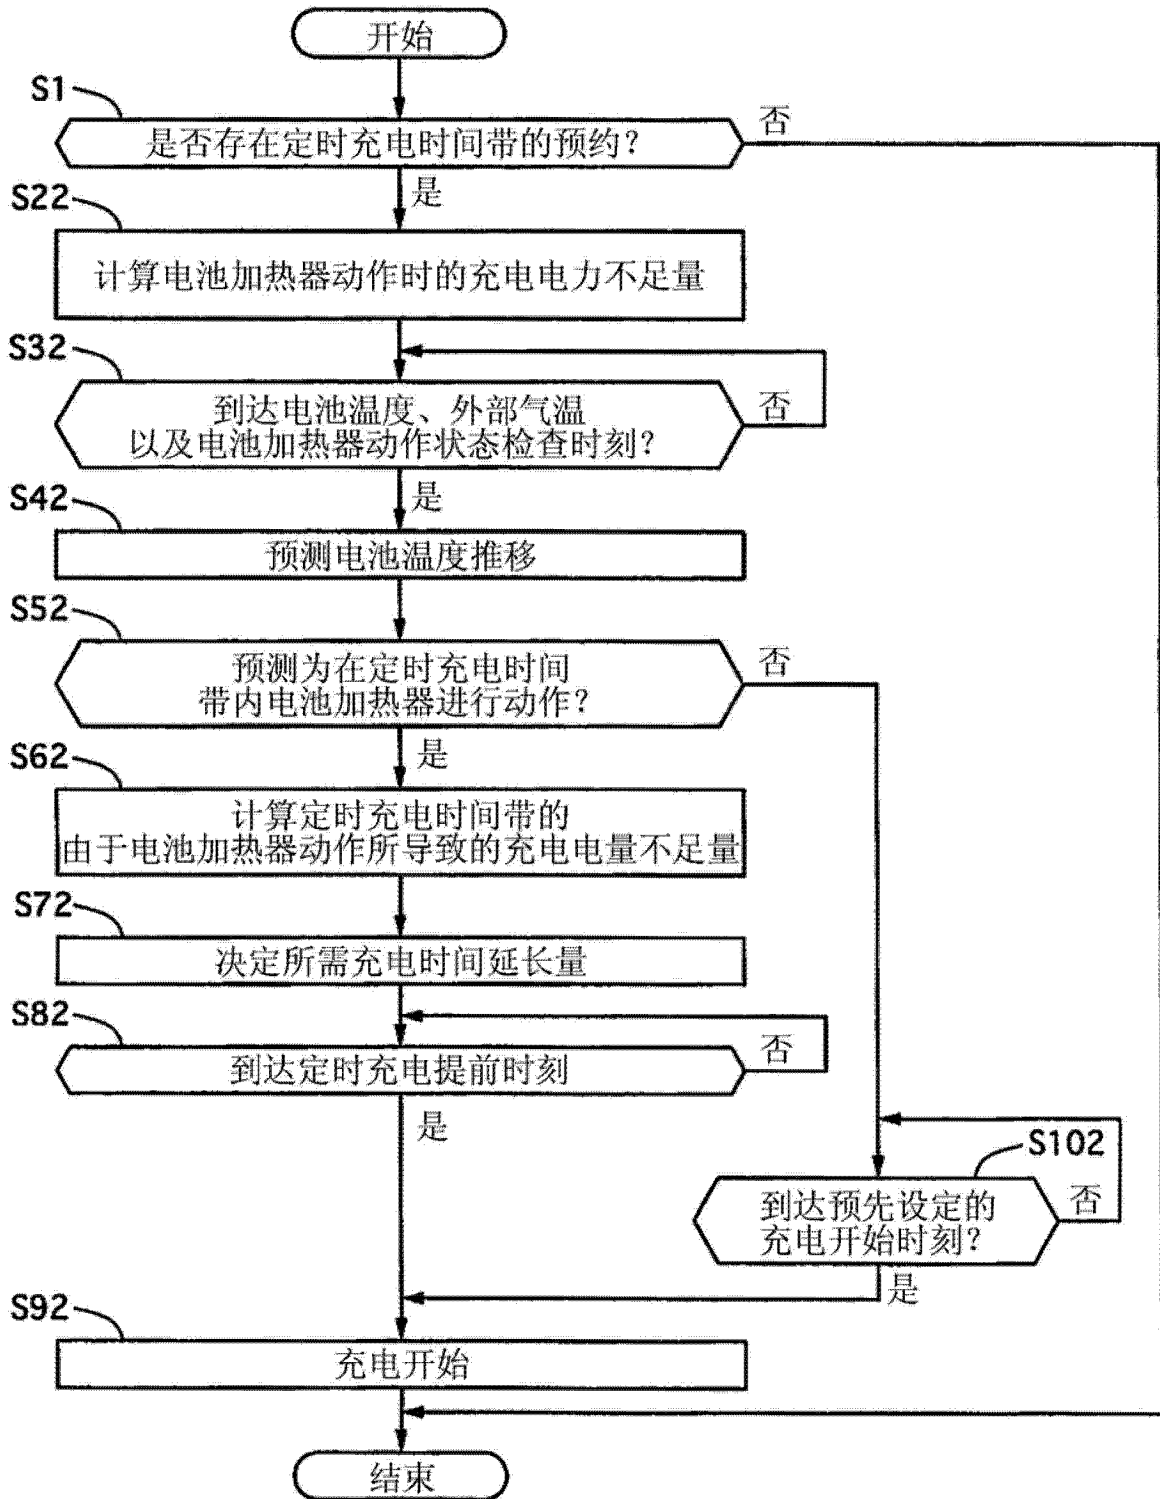 开始
S1
是否存在定时充电时间带的预约？
否
是
S22
计算电池加热器动作时的充电电力不足量
S32
到达电池温度、外部气温
以及电池加热器动作状态检查时刻？
否
是
S42
预测电池温度推移
S52
预测为在定时充电时间
带内电池加热器进行动作？
否
是
S62
计算定时充电时间带的
由于电池加热器动作所导致的充电电量不足量
S72
决定所需充电时间延长量
S82
到达定时充电提前时刻
否
是
S102
到达预先设定的
充电开始时刻？
否
是
S92
充电开始
结束